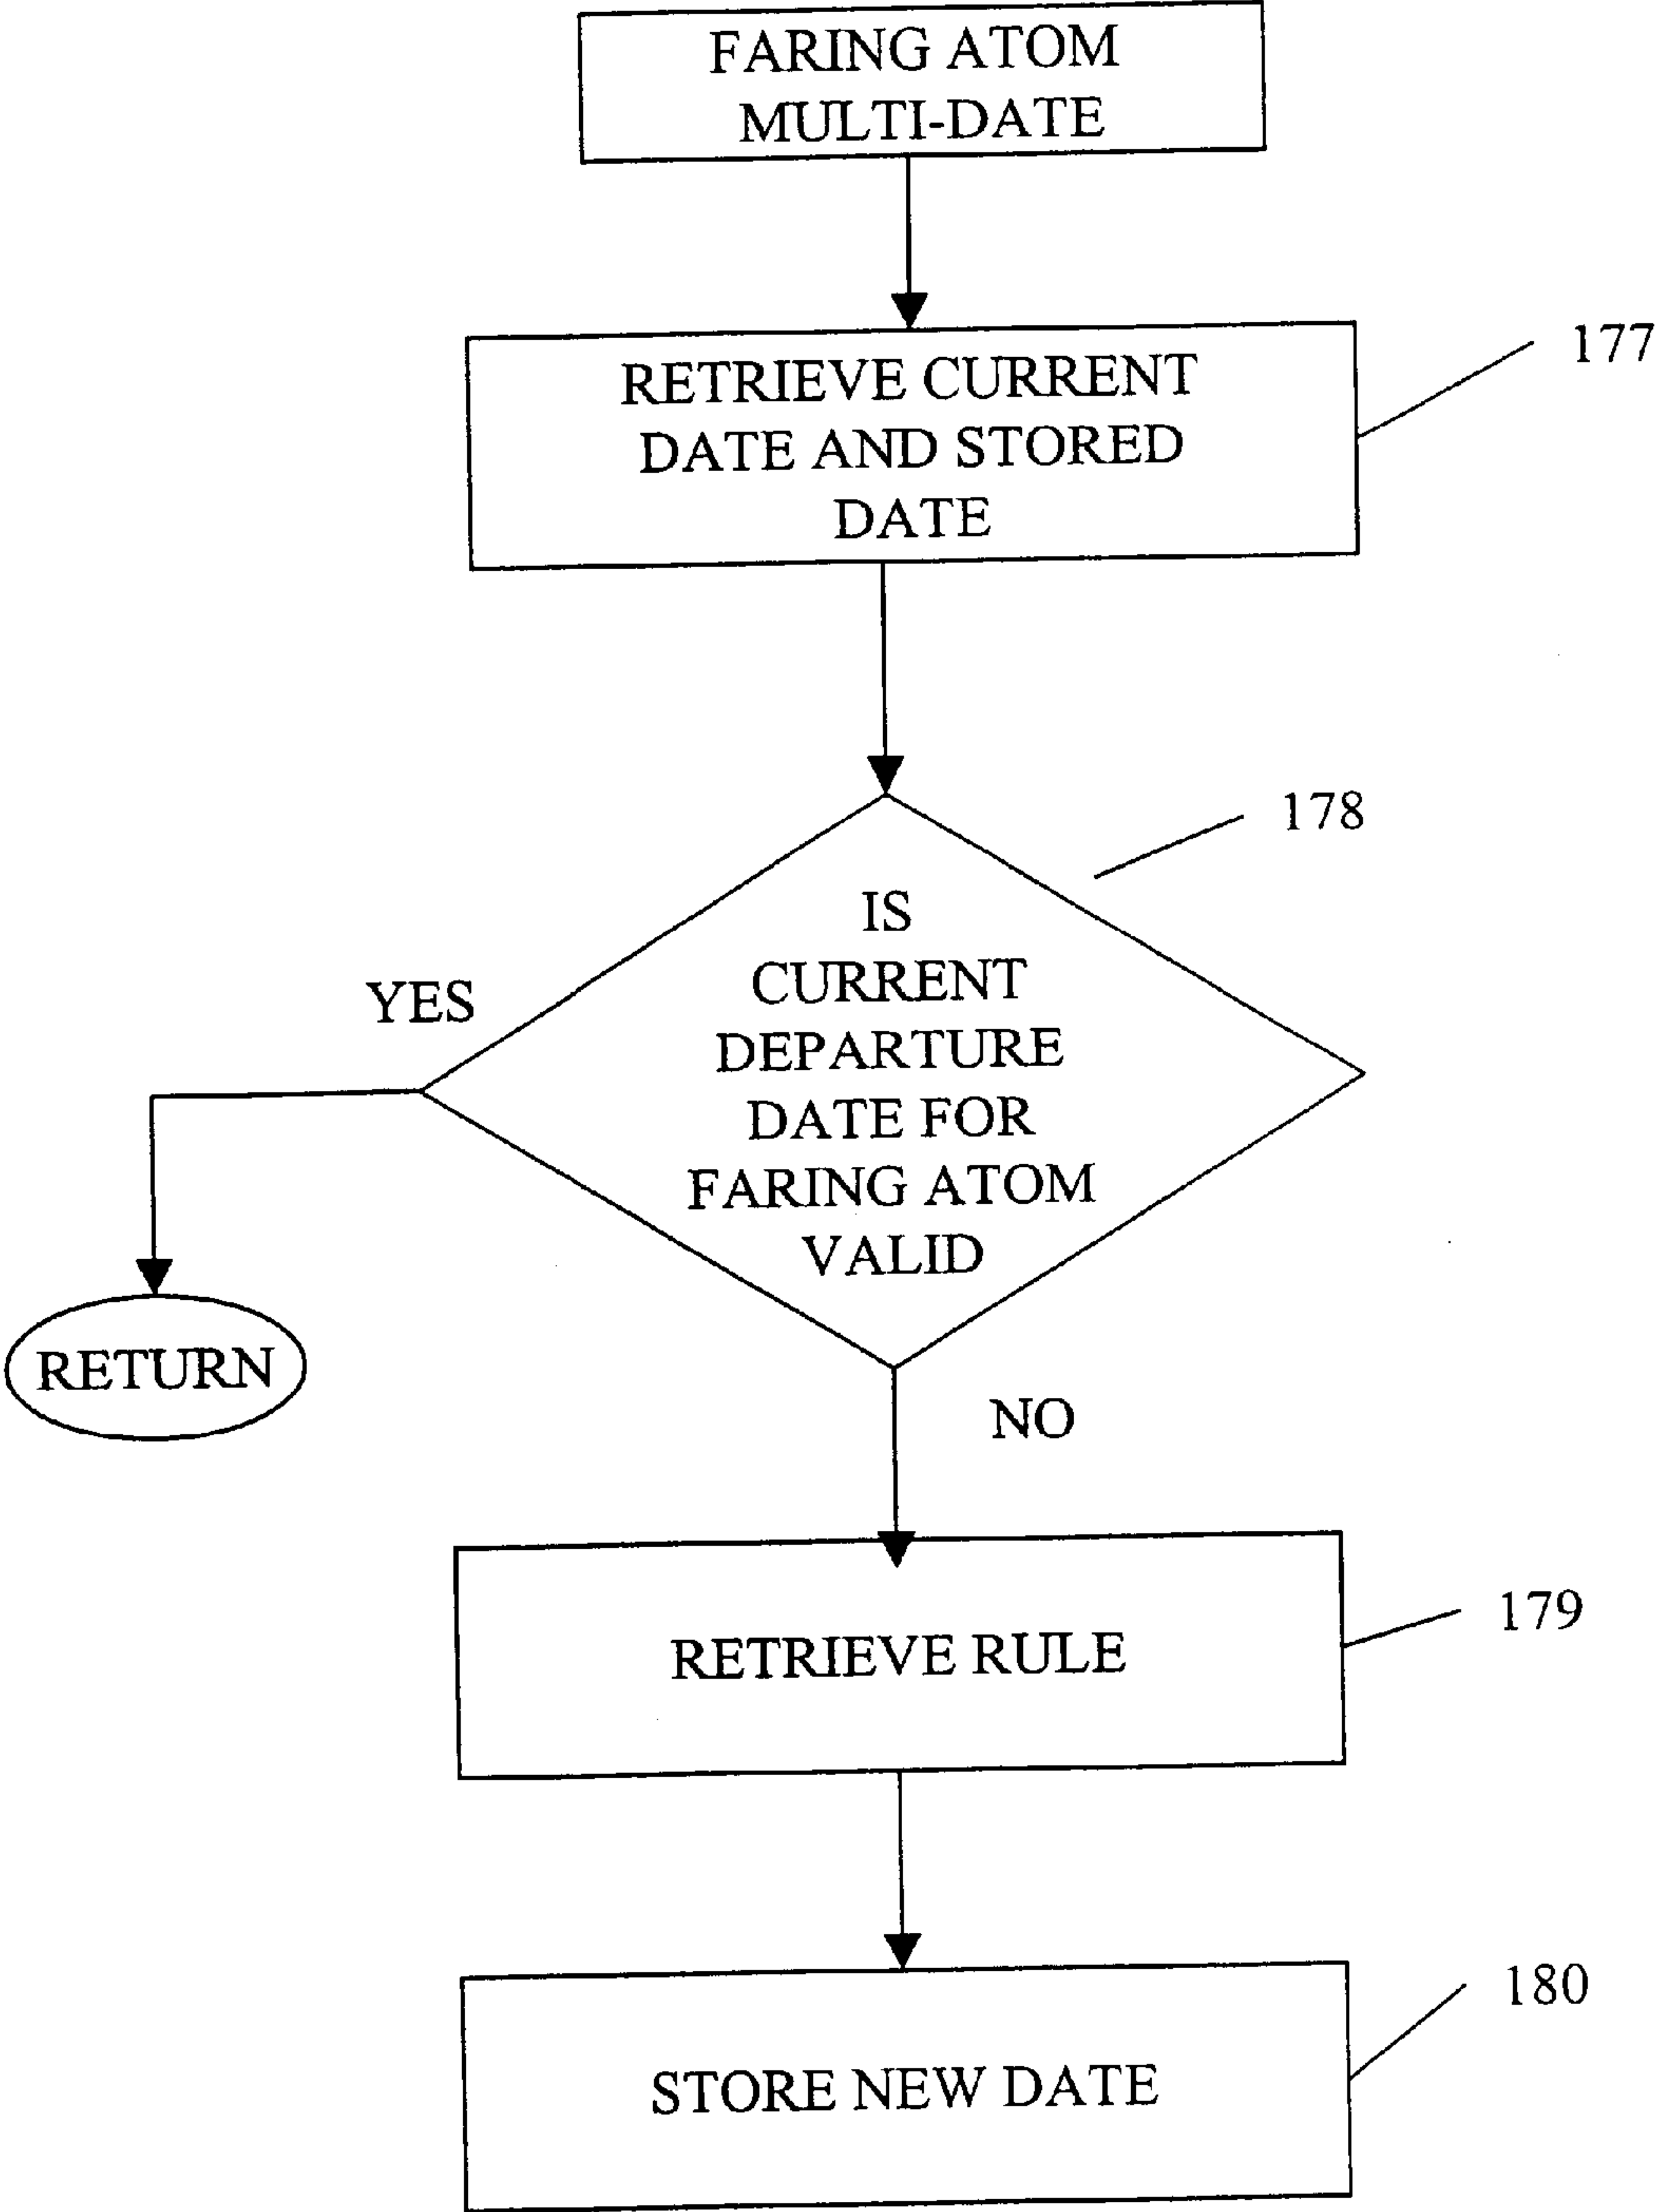 FARING ATOM
MULTI-DATE
RETRIEVE CURRENT
DATE AND STORED
DATE
177
178
IS
CURRENT
DEPARTURE
DATE FOR
FARING ATOM
VALID
YES
RETURN
NO
RETRIEVE RULE
179
STORE NEW DATE
180